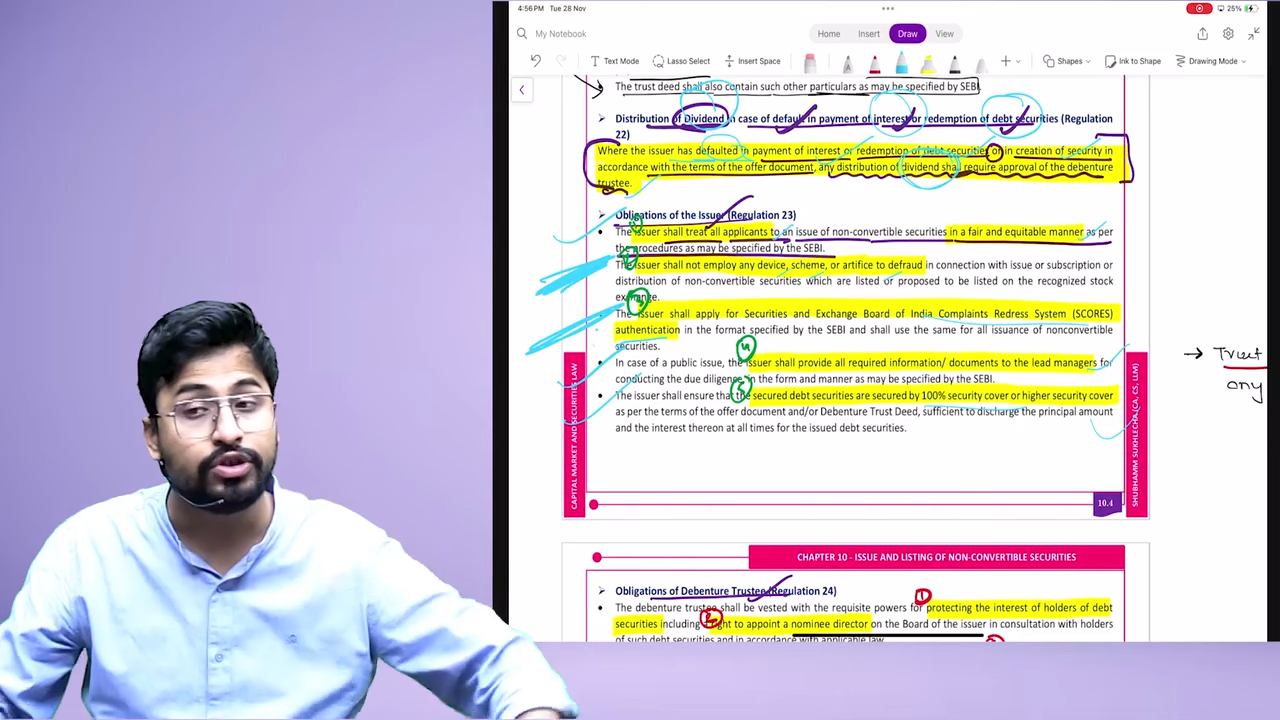 4:56 PM Tue 28 Nov
25%
My Notebook
Home Insert Draw View
Text Mode Lasso Select Insert Space Shapes Ink to Shape Drawing Mode
The trust deed shall also contain such other particulars as may be specified by SEBI.
Distribution of Dividend in case of default in payment of interest or redemption of debt securities (Regulation
22)
Where the issuer has defaulted in payment of interest or redemption of debt securities or in creation of security in
accordance with the terms of the offer document, any distribution of dividend shall require approval of the debenture
trustee.
Obligations of the Issuer (Regulation 23)
The issuer shall treat all applicants to an issue of non-convertible securities in a fair and equitable manner as per
the procedures as may be specified by the SEBI.
The issuer shall not employ any device, scheme, or artifice to defraud in connection with issue or subscription or
distribution of non-convertible securities which are listed or proposed to be listed on the recognized stock
exchange.
The issuer shall apply for Securities and Exchange Board of India Complaints Redress System (SCORES)
authentication in the format specified by the SEBI and shall use the same for all issuance of nonconvertible
securities.
In case of a public issue, the issuer shall provide all required information/ documents to the lead managers for
conducting the due diligence in the form and manner as may be specified by the SEBI.
The issuer shall ensure that the secured debt securities are secured by 100% security cover or higher security cover
as per the terms of the offer document and/or Debenture Trust Deed, sufficient to discharge the principal amount
and the interest thereon at all times for the issued debt securities.
3
4
5
→ Trust
any
CAPITAL MARKET AND SECURITIES LAW
SHUBHAMM SUKHLECHA (CA, CS, LLM)
10.4
CHAPTER 10 - ISSUE AND LISTING OF NON-CONVERTIBLE SECURITIES
Obligations of Debenture Trustee (Regulation 24)
1
The debenture trustee shall be vested with the requisite powers for protecting the interest of holders of debt
2
securities including right to appoint a nominee director on the Board of the issuer in consultation with holders
of such debt securities and in accordance with applicable law.